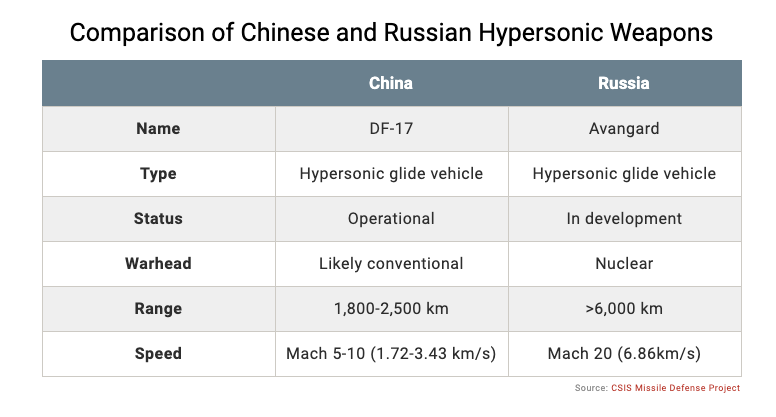 Comparison of Chinese and Russian Hypersonic Weapons
China Russia
Name DF-17 Avangard
Type Hypersonic glide vehicle Hypersonic glide vehicle
Status Operational In development
Warhead Likely conventional Nuclear
Range 1,800-2,500 km >6,000 km
Speed Mach 5-10 (1.72-3.43 km/s) Mach 20 (6.86km/s)
Source: CSIS Missile Defense Project